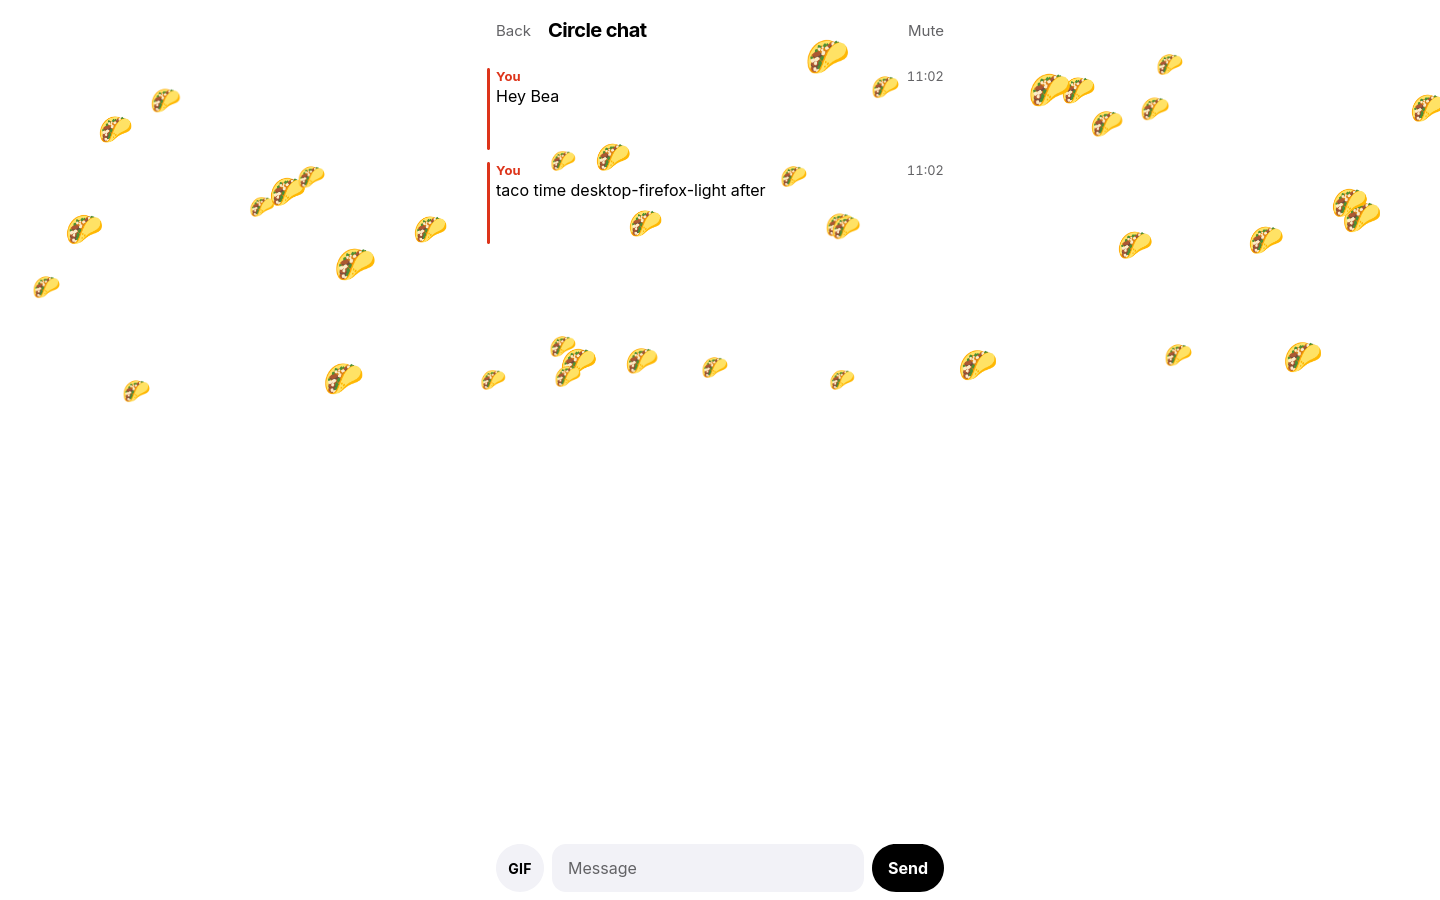 Back Circle chat Mute
You 11:02
Hey Bea
You 11:02
taco time desktop-firefox-light after
GIF Message Send